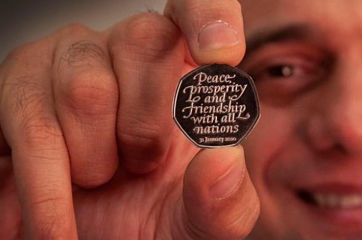 Peace,
prosperity
and
friendship
with all
nations
31 January 2020